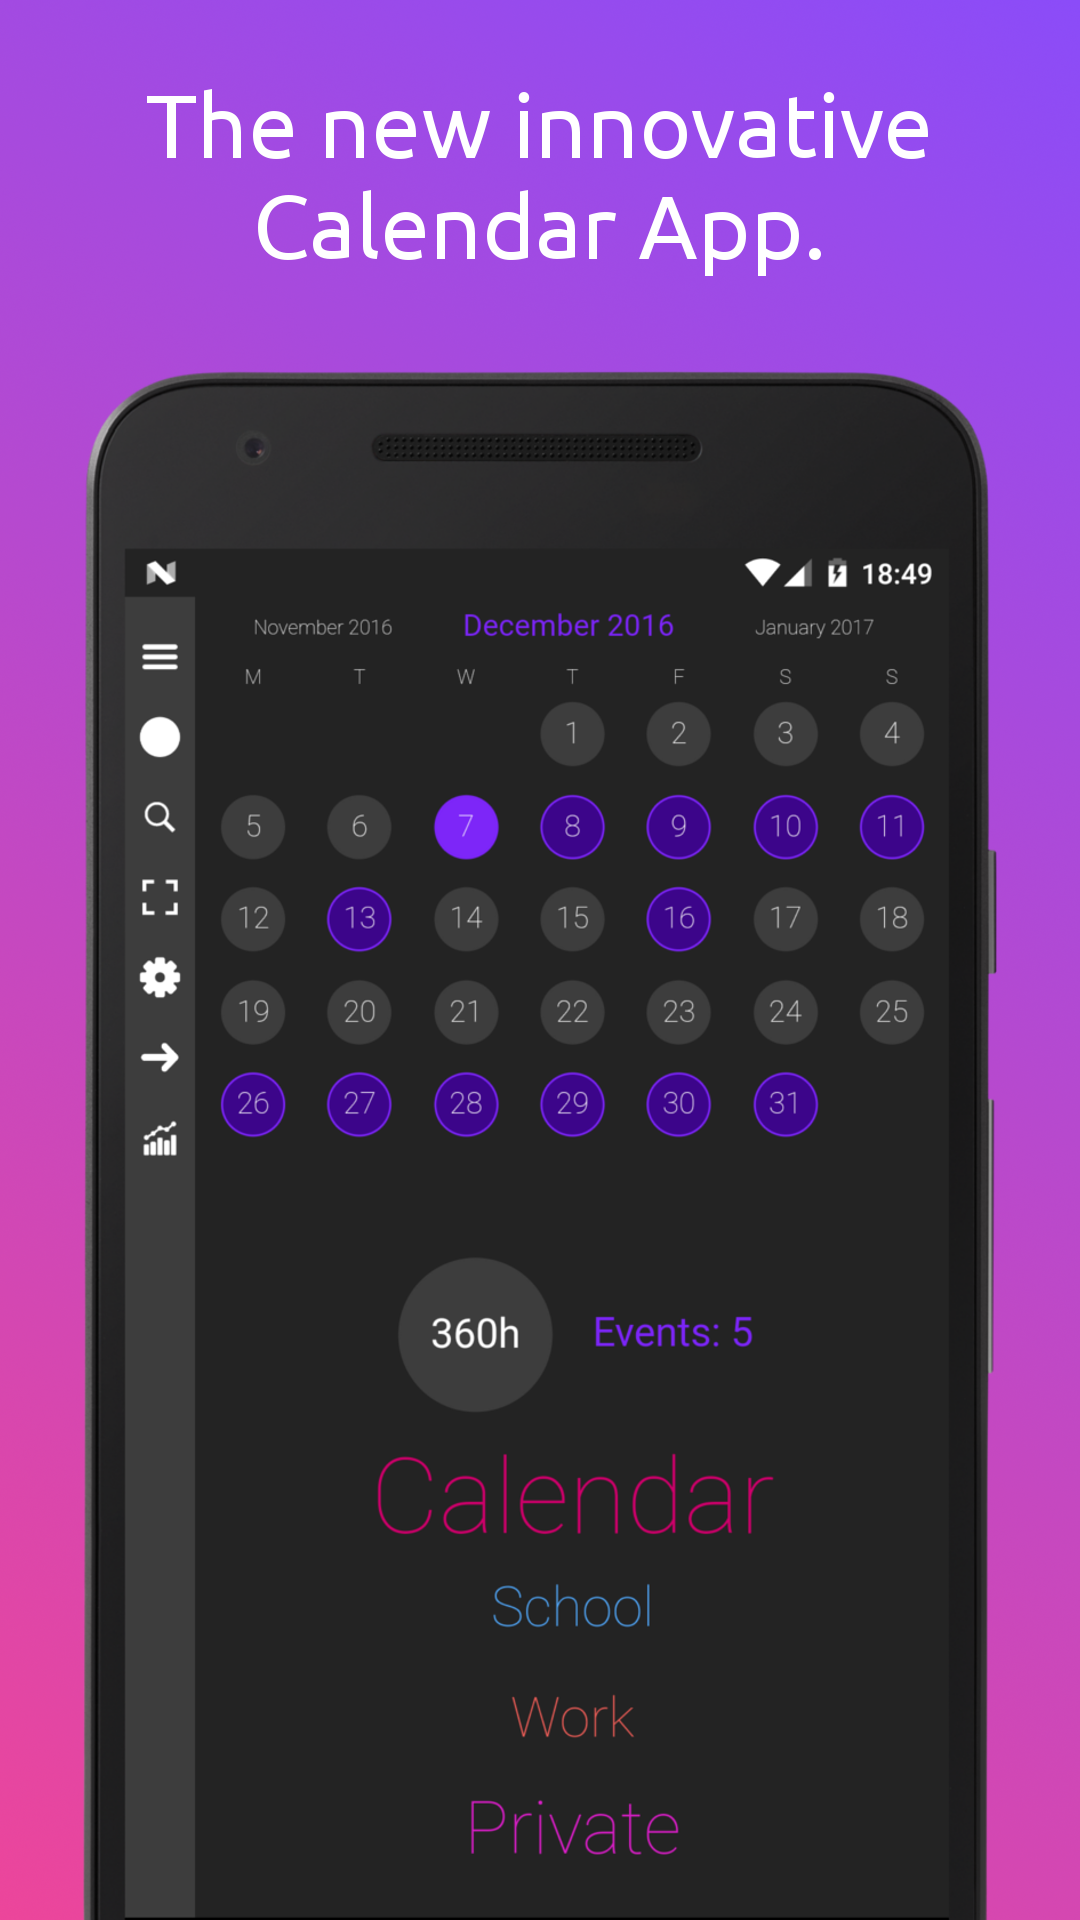 The new innovative
Calendar App.
18:49
November 2016 December 2016 January 2017
M T W T F S S
1 2 3 4
5 6 7 8 9 10 11
12 13 14 15 16 17 18
19 20 21 22 23 24 25
26 27 28 29 30 31
360h Events: 5
Calendar
School
Work
Private